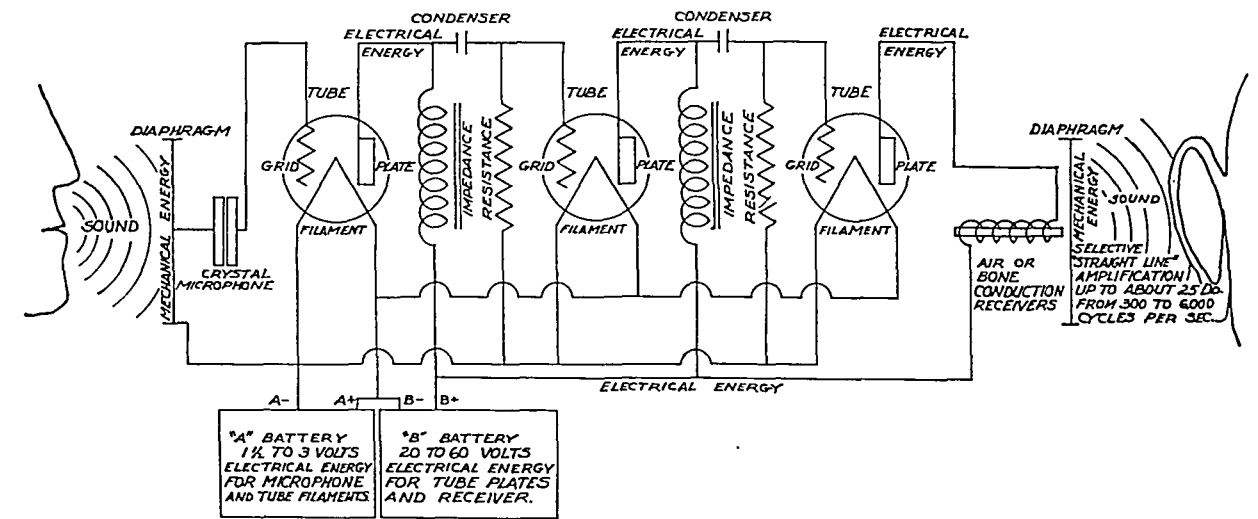 CONDENSER
ELECTRICAL
ENERGY
TUBE
GRID
PLATE
FILAMENT
IMPEDANCE
RESISTANCE
CONDENSER
ELECTRICAL
ENERGY
TUBE
GRID
PLATE
FILAMENT
IMPEDANCE
RESISTANCE
ELECTRICAL
ENERGY
TUBE
GRID
PLATE
FILAMENT
DIAPHRAGM
SOUND
MECHANICAL ENERGY
CRYSTAL
MICROPHONE
DIAPHRAGM
MECHANICAL
ENERGY
SOUND
AIR OR
BONE
CONDUCTION
RECEIVERS
"SELECTIVE
"STRAIGHT LINE"
AMPLIFICATION
UP TO ABOUT 25 Db.
FROM 300 TO 6,000
CYCLES PER SEC.
ELECTRICAL ENERGY
A- A+ B- B+
"A" BATTERY
1½ TO 3 VOLTS
ELECTRICAL ENERGY
FOR MICROPHONE
AND TUBE FILAMENTS.
"B" BATTERY
20 TO 60 VOLTS
ELECTRICAL ENERGY
FOR TUBE PLATES
AND RECEIVER.